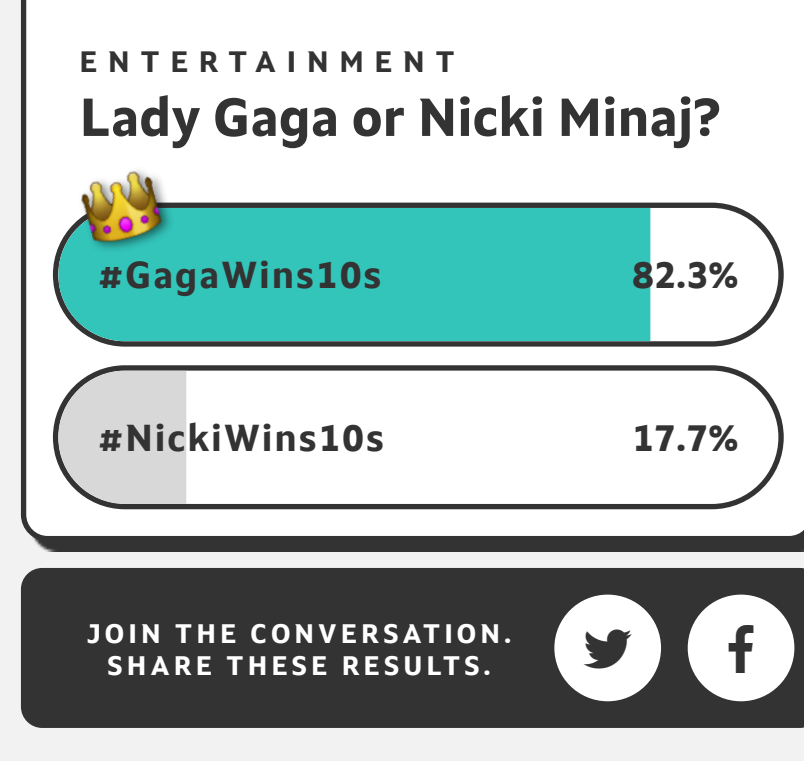 ENTERTAINMENT
Lady Gaga or Nicki Minaj?
#GagaWins10s 82.3%
#NickiWins10s 17.7%
JOIN THE CONVERSATION.
SHARE THESE RESULTS.